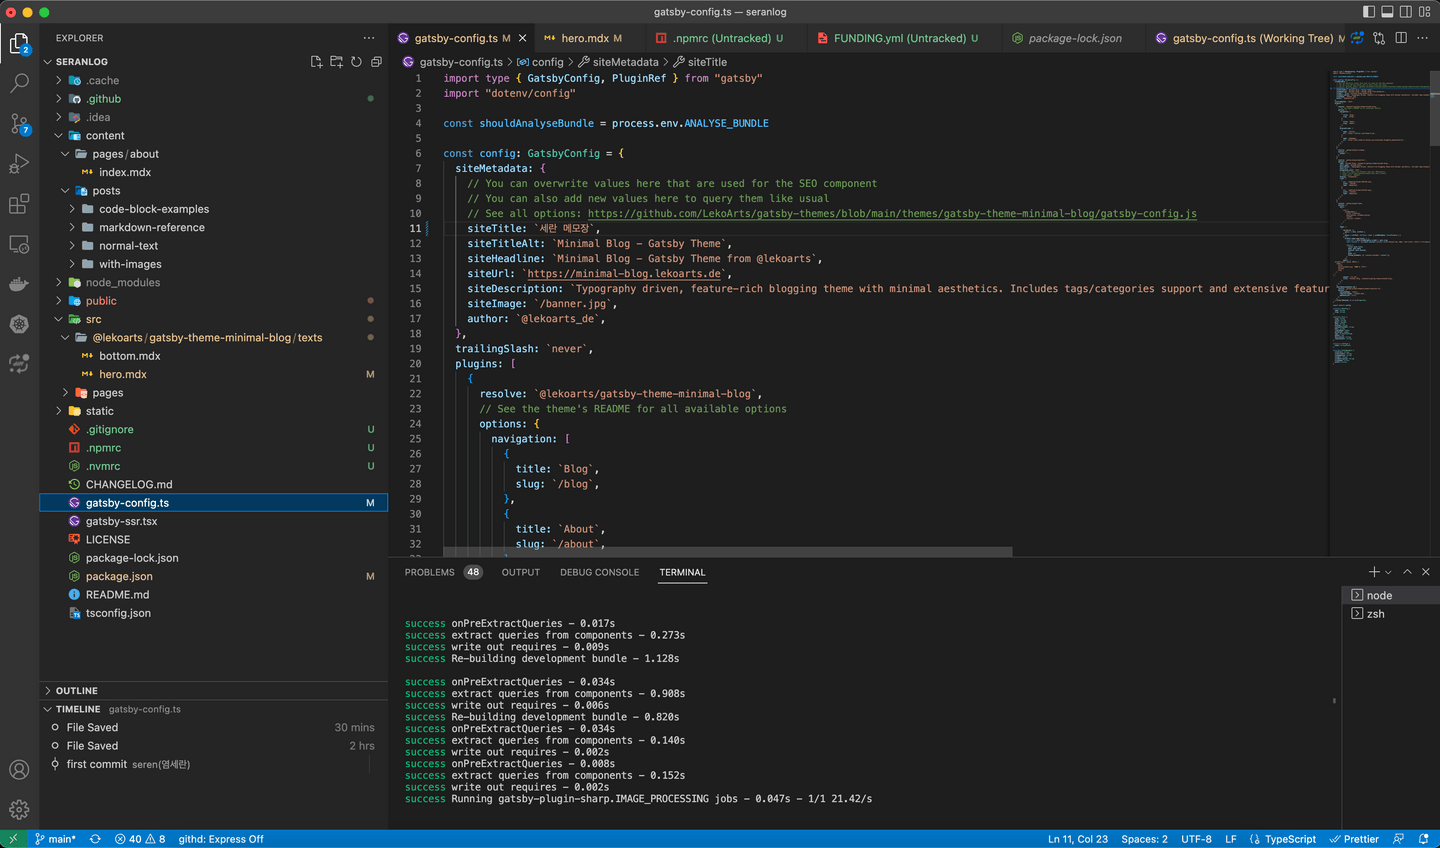 gatsby-config.ts — seranlog
EXPLORER
SERANLOG
.cache
.github
.idea
content
pages/about
index.mdx
posts
code-block-examples
markdown-reference
normal-text
with-images
node_modules
public
src
@lekoarts/gatsby-theme-minimal-blog/texts
bottom.mdx
hero.mdx M
pages
static
.gitignore U
.npmrc U
.nvmrc U
CHANGELOG.md
gatsby-config.ts M
gatsby-ssr.tsx
LICENSE
package-lock.json
package.json M
README.md
tsconfig.json
OUTLINE
TIMELINE gatsby-config.ts
File Saved 30 mins
File Saved 2 hrs
first commit seren(염세란)
2
7
gatsby-config.ts M hero.mdx M .npmrc (Untracked) U FUNDING.yml (Untracked) U package-lock.json gatsby-config.ts (Working Tree) M
gatsby-config.ts > config > siteMetadata > siteTitle
1 import type { GatsbyConfig, PluginRef } from "gatsby"
2 import "dotenv/config"
3
4 const shouldAnalyseBundle = process.env.ANALYSE_BUNDLE
5
6 const config: GatsbyConfig = {
7 siteMetadata: {
8 // You can overwrite values here that are used for the SEO component
9 // You can also add new values here to query them like usual
10 // See all options: https://github.com/LekoArts/gatsby-themes/blob/main/themes/gatsby-theme-minimal-blog/gatsby-config.js
11 siteTitle: `세란 메모장`,
12 siteTitleAlt: `Minimal Blog - Gatsby Theme`,
13 siteHeadline: `Minimal Blog - Gatsby Theme from @lekoarts`,
14 siteUrl: `https://minimal-blog.lekoarts.de`,
15 siteDescription: `Typography driven, feature-rich blogging theme with minimal aesthetics. Includes tags/categories support and extensive featur
16 siteImage: `/banner.jpg`,
17 author: `@lekoarts_de`,
18 },
19 trailingSlash: `never`,
20 plugins: [
21 {
22 resolve: `@lekoarts/gatsby-theme-minimal-blog`,
23 // See the theme's README for all available options
24 options: {
25 navigation: [
26 {
27 title: `Blog`,
28 slug: `/blog`,
29 },
30 {
31 title: `About`,
32 slug: `/about`,
PROBLEMS 48 OUTPUT DEBUG CONSOLE TERMINAL
success onPreExtractQueries - 0.017s
success extract queries from components - 0.273s
success write out requires - 0.009s
success Re-building development bundle - 1.128s
success onPreExtractQueries - 0.034s
success extract queries from components - 0.908s
success write out requires - 0.006s
success Re-building development bundle - 0.820s
success onPreExtractQueries - 0.034s
success extract queries from components - 0.140s
success write out requires - 0.002s
success onPreExtractQueries - 0.008s
success extract queries from components - 0.152s
success write out requires - 0.002s
success Running gatsby-plugin-sharp.IMAGE_PROCESSING jobs - 0.047s - 1/1 21.42/s
node
zsh
main* 40 8 githd: Express Off Ln 11, Col 23 Spaces: 2 UTF-8 LF TypeScript Prettier